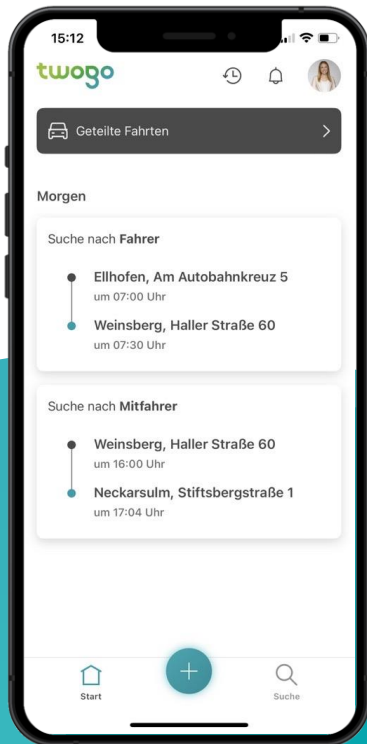 15:12
twogo
Geteilte Fahrten
Morgen
Suche nach Fahrer
Ellhofen, Am Autobahnkreuz 5
um 07:00 Uhr
Weinsberg, Haller Straße 60
um 07:30 Uhr
Suche nach Mitfahrer
Weinsberg, Haller Straße 60
um 16:00 Uhr
Neckarsulm, Stiftsbergstraße 1
um 17:04 Uhr
Start
Suche